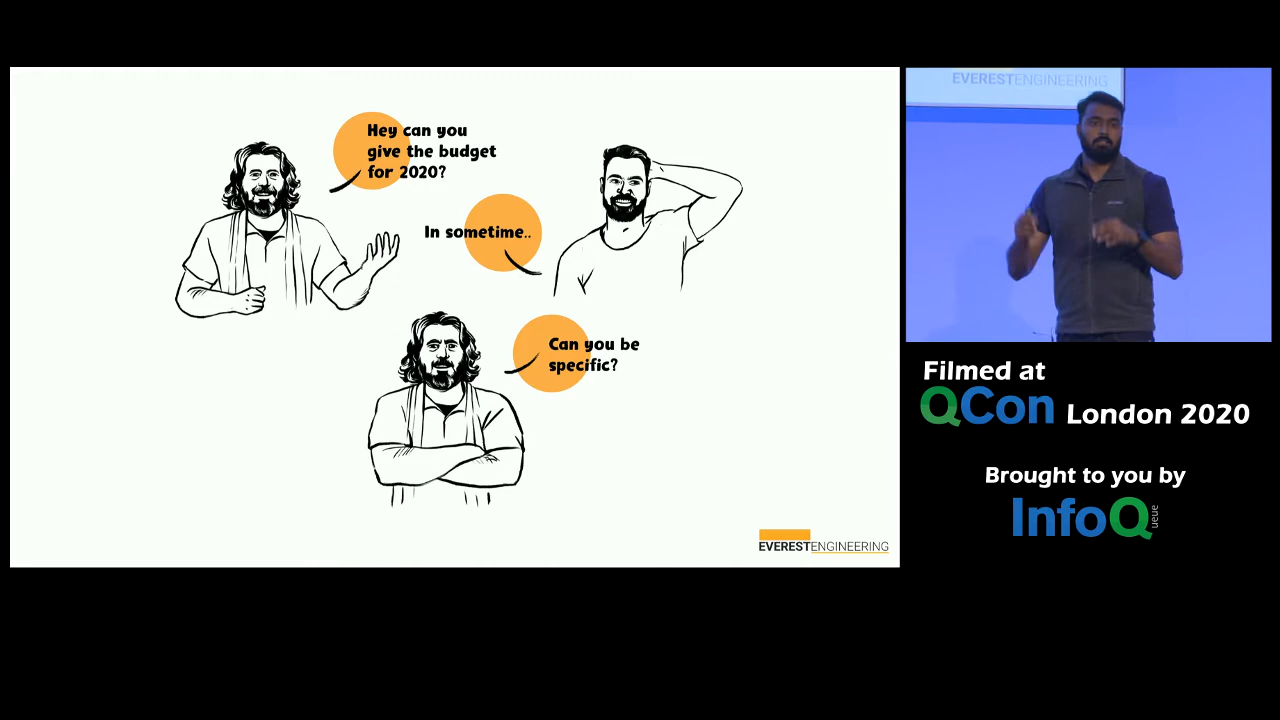 Hey can you
give the budget
for 2020?
In sometime..
Can you be
specific?
EVERESTENGINEERING
EVERESTENGINEERING
Filmed at
QCon London 2020
Brought to you by
InfoQ
ueue